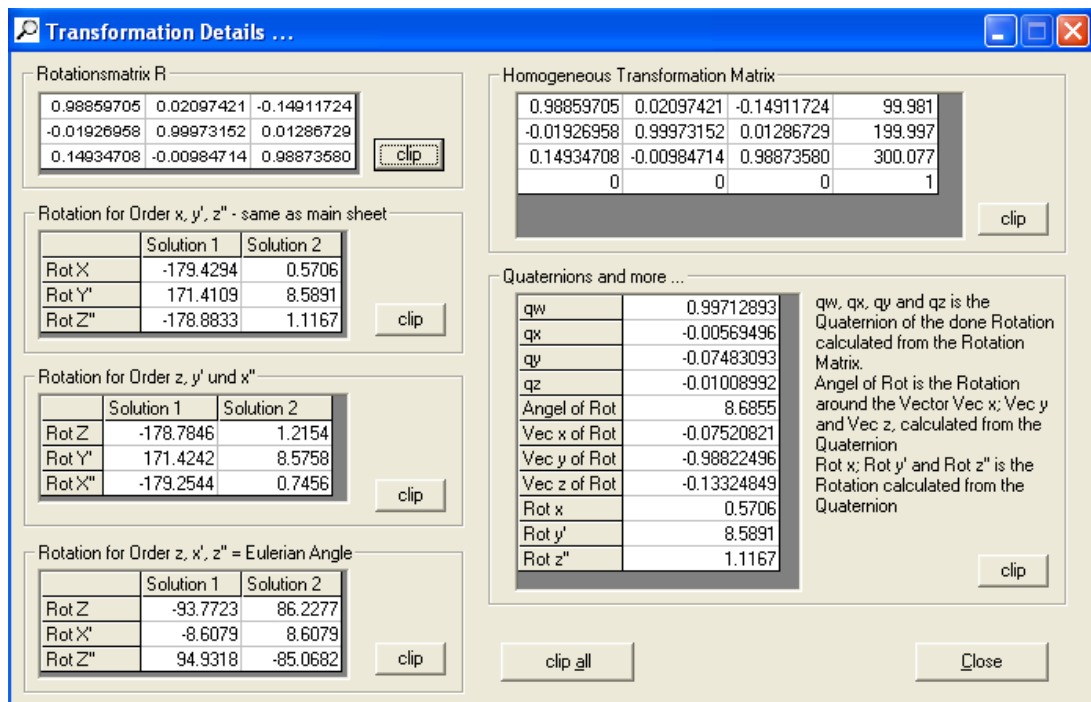 Transformation Details ...
Rotationsmatrix R
0.98859705 0.02097421 -0.14911724
-0.01926958 0.99973152 0.01286729
0.14934708 -0.00984714 0.98873580
clip
Rotation for Order x, y', z" - same as main sheet
Solution 1 Solution 2
Rot X -179.4294 0.5706
Rot Y' 171.4109 8.5891
Rot Z" -178.8833 1.1167
clip
Rotation for Order z, y' und x"
Solution 1 Solution 2
Rot Z -178.7846 1.2154
Rot Y' 171.4242 8.5758
Rot X" -179.2544 0.7456
clip
Rotation for Order z, x', z" = Eulerian Angle
Solution 1 Solution 2
Rot Z -93.7723 86.2277
Rot X' -8.6079 8.6079
Rot Z" 94.9318 -85.0682
clip
Homogeneous Transformation Matrix
0.98859705 0.02097421 -0.14911724 99.981
-0.01926958 0.99973152 0.01286729 199.997
0.14934708 -0.00984714 0.98873580 300.077
0 0 0 1
clip
Quaternions and more ...
qw 0.99712893
qx -0.00569496
qy -0.07483093
qz -0.01008992
Angel of Rot 8.6855
Vec x of Rot -0.07520821
Vec y of Rot -0.98822496
Vec z of Rot -0.13324849
Rot x 0.5706
Rot y' 8.5891
Rot z" 1.1167
qw, qx, qy and qz is the
Quaternion of the done Rotation
calculated from the Rotation
Matrix.
Angel of Rot is the Rotation
around the Vector Vec x; Vec y
and Vec z, calculated from the
Quaternion
Rot x; Rot y' and Rot z" is the
Rotation calculated from the
Quaternion
clip
clip all
Close